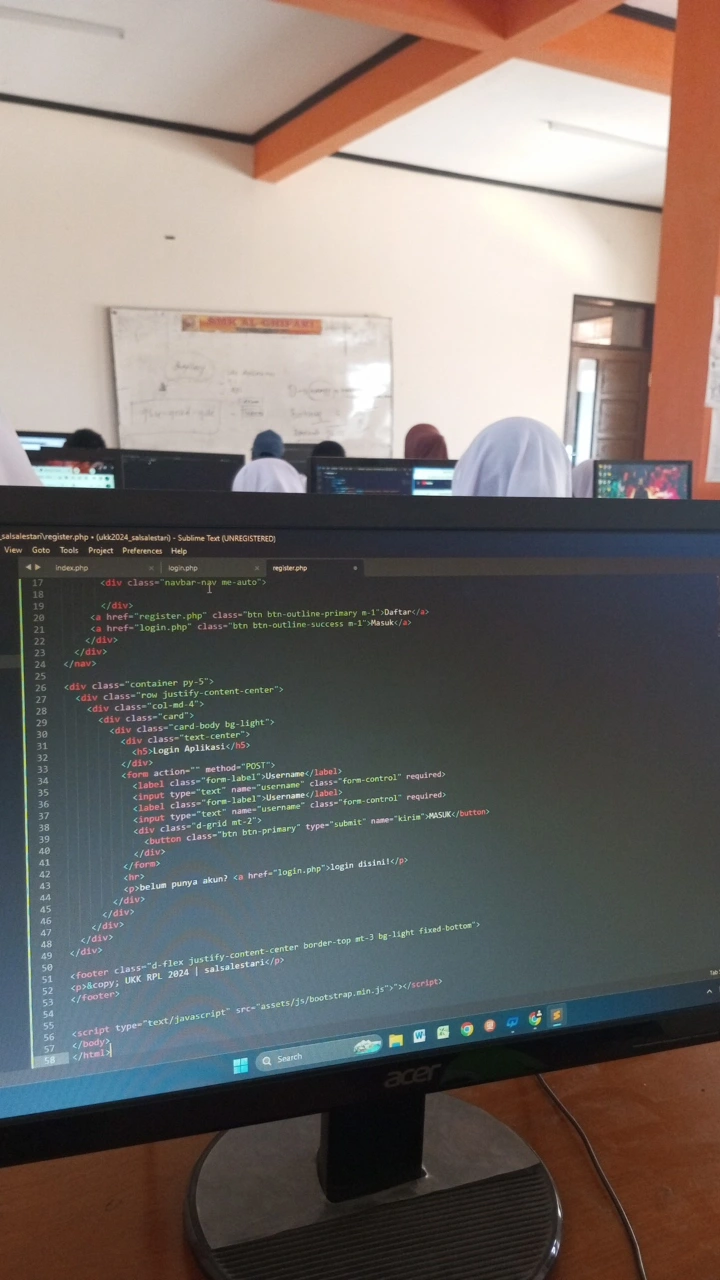 SMK AL-GHIFARI
_salsalestari\register.php • (ukk2024_salsalestari) - Sublime Text (UNREGISTERED)
View Goto Tools Project Preferences Help
index.php × login.php × register.php
17 <div class="navbar-nav me-auto">
18
19 </div>
20 <a href="register.php" class="btn btn-outline-primary m-1">Daftar</a>
21 <a href="login.php" class="btn btn-outline-success m-1">Masuk</a>
22 </div>
23 </div>
24 </nav>
25
26 <div class="container py-5">
27 <div class="row justify-content-center">
28 <div class="col-md-4">
29 <div class="card">
30 <div class="card-body bg-light">
31 <div class="text-center">
32 <h5>Login Aplikasi</h5>
33 </div>
34 <form action="" method="POST">
35 <label class="form-label">Username</label>
36 <input type="text" name="username" class="form-control" required>
37 <label class="form-label">Username</label>
38 <input type="text" name="username" class="form-control" required>
39 <div class="d-grid mt-2">
40 <button class="btn btn-primary" type="submit" name="kirim">MASUK</button>
41 </div>
42 </form>
43 <hr>
44 <p>belum punya akun? <a href="login.php">login disini!</p>
45 </div>
46 </div>
47 </div>
48 </div>
49 </div>
50
51 <footer class="d-flex justify-content-center border-top mt-3 bg-light fixed-bottom">
52 <p>&copy; UKK RPL 2024 | salsalestari</p>
53 </footer>
54
55
56 <script type="text/javascript" src="assets/js/bootstrap.min.js">"></script>
57 </body>
58 </html>
Search
acer